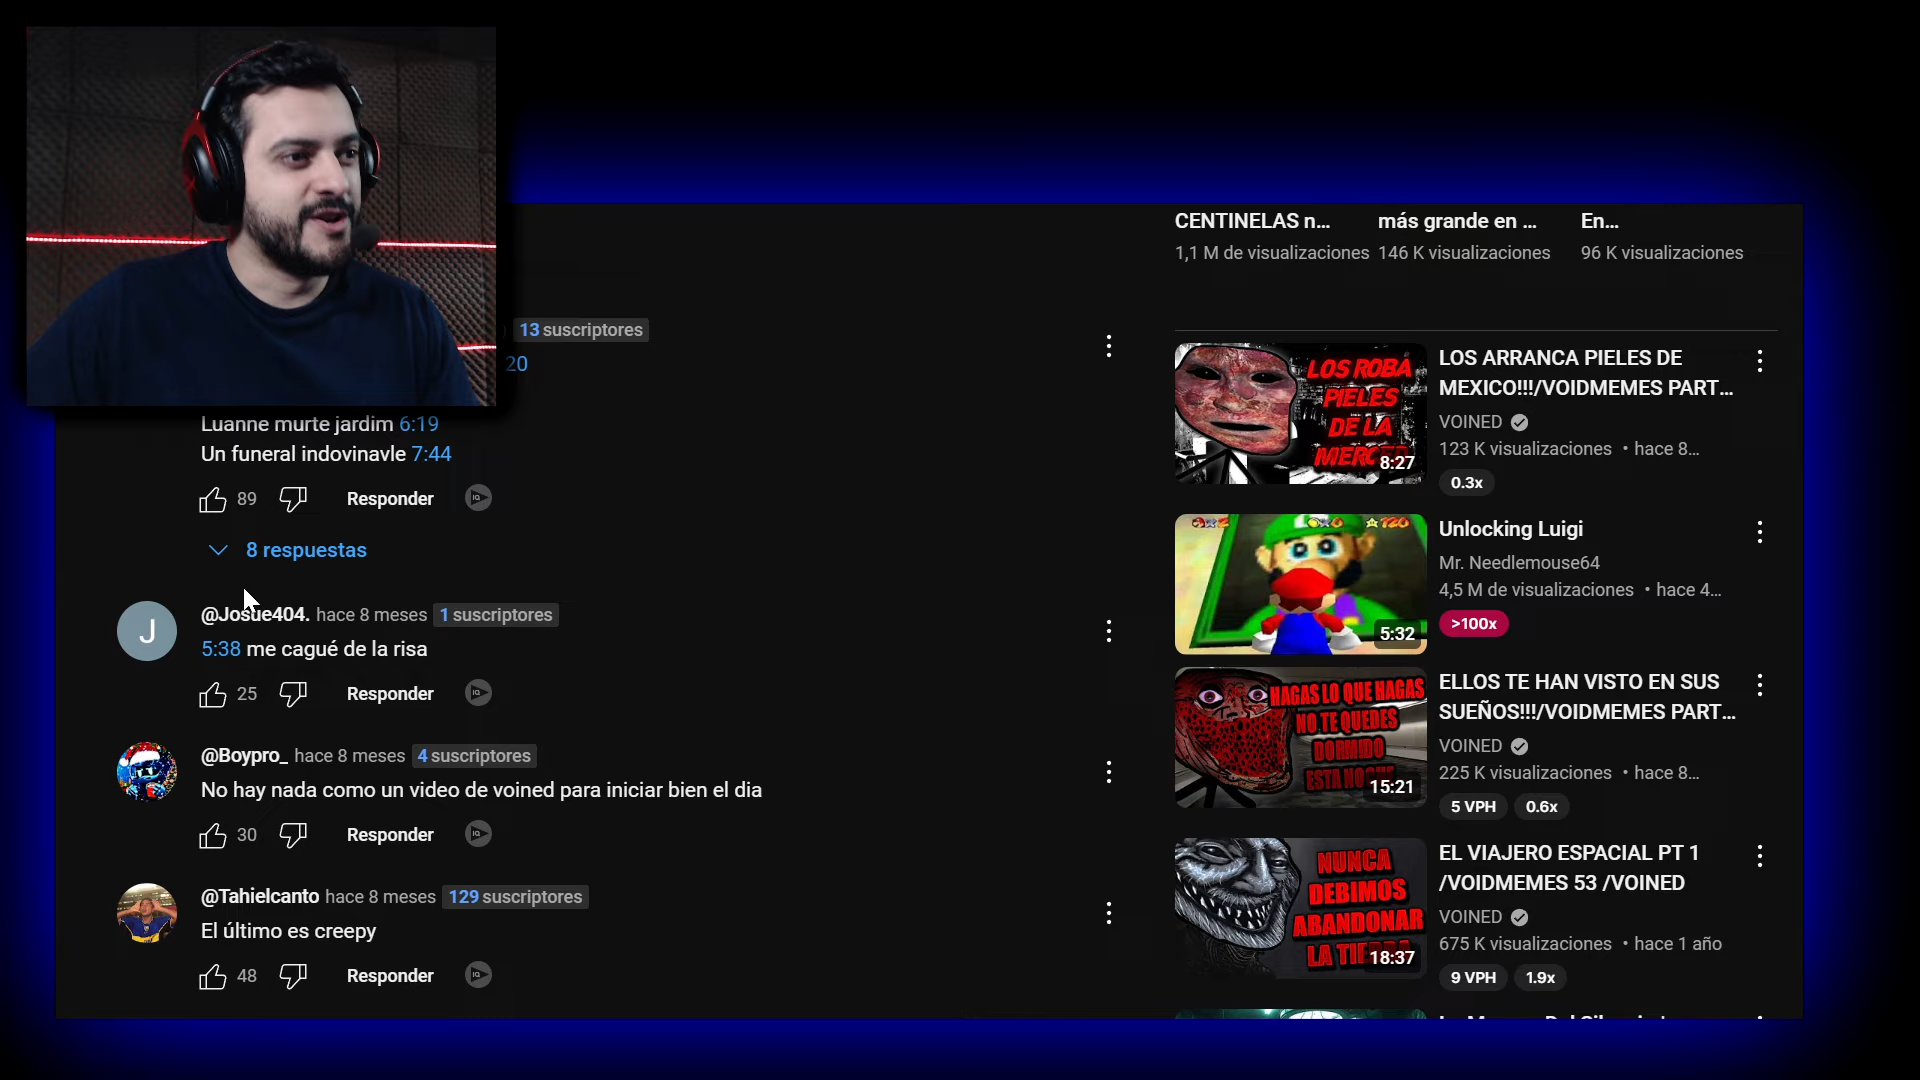 13 suscriptores
20
Luanne murte jardim 6:19
Un funeral indovinavle 7:44
89 Responder
8 respuestas
J
@Josue404. hace 8 meses 1 suscriptores
5:38 me cagué de la risa
25 Responder
@Boypro_ hace 8 meses 4 suscriptores
No hay nada como un video de voined para iniciar bien el dia
30 Responder
@Tahielcanto hace 8 meses 129 suscriptores
El último es creepy
48 Responder
CENTINELAS n...
1,1 M de visualizaciones
más grande en ...
146 K visualizaciones
En...
96 K visualizaciones
LOS ROBA
PIELES
DE LA
8:27
LOS ARRANCA PIELES DE
MEXICO!!!/VOIDMEMES PART...
VOINED
123 K visualizaciones • hace 8...
0.3x
120
5:32
Unlocking Luigi
Mr. Needlemouse64
4,5 M de visualizaciones • hace 4...
>100x
HAGAS LO QUE HAGAS
NO TE QUEDES
DORMIDO
ESTA NOCHE
15:21
ELLOS TE HAN VISTO EN SUS
SUEÑOS!!!/VOIDMEMES PART...
VOINED
225 K visualizaciones • hace 8...
5 VPH 0.6x
NUNCA
DEBIMOS
ABANDONAR
LA TIERRA
18:37
EL VIAJERO ESPACIAL PT 1
/VOIDMEMES 53 /VOINED
VOINED
675 K visualizaciones • hace 1 año
9 VPH 1.9x